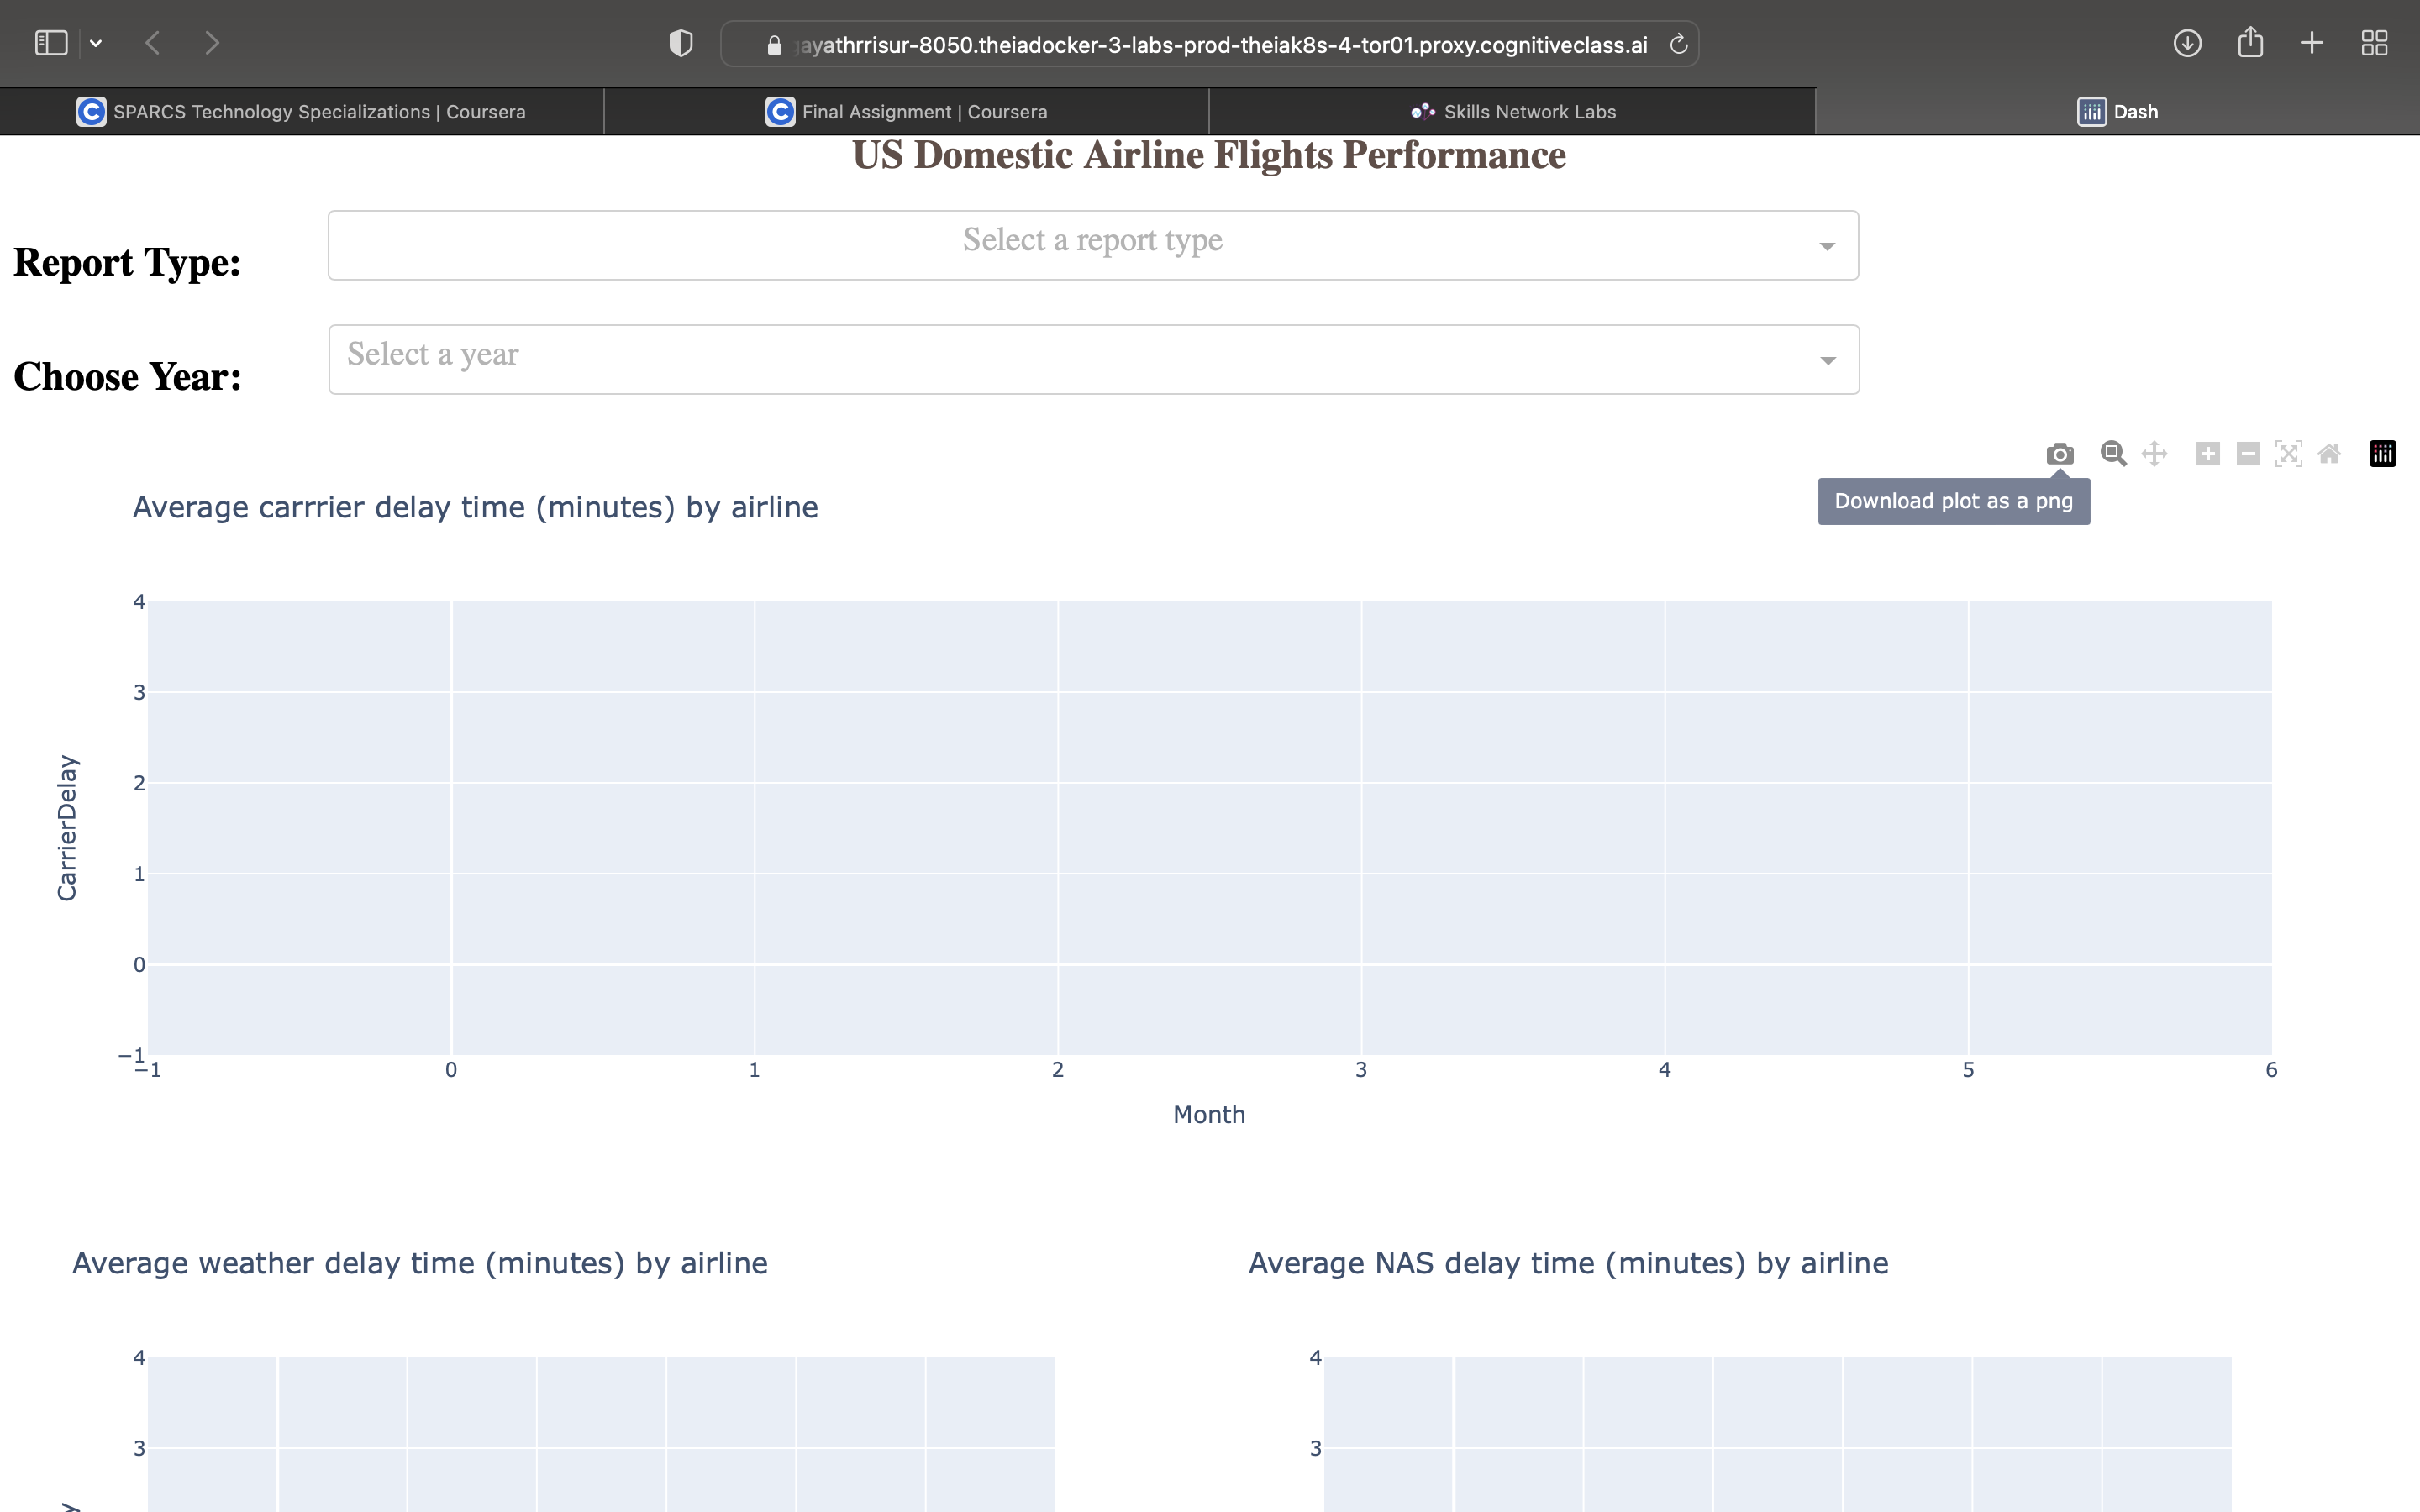 ayathrrisur-8050.theiadocker-3-labs-prod-theiak8s-4-tor01.proxy.cognitiveclass.ai
SPARCS Technology Specializations | Coursera
Final Assignment | Coursera
Skills Network Labs
Dash
US Domestic Airline Flights Performance
Report Type:
Select a report type
Choose Year:
Select a year
Download plot as a png
Average carrrier delay time (minutes) by airline
4
3
2
1
0
−1
CarrierDelay
−1 0 1 2 3 4 5 6
Month
Average weather delay time (minutes) by airline
4
3
Average NAS delay time (minutes) by airline
4
3